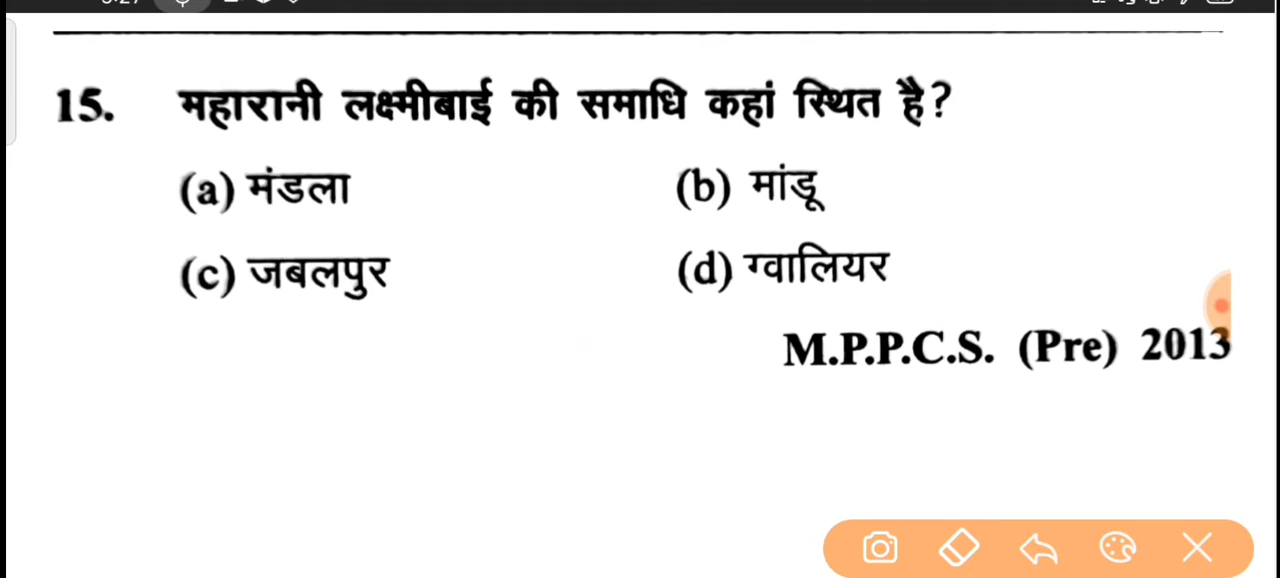 15. महारानी लक्ष्मीबाई की समाधि कहां स्थित है?
(a) मंडला (b) मांडू
(c) जबलपुर (d) ग्वालियर
M.P.P.C.S. (Pre) 2013